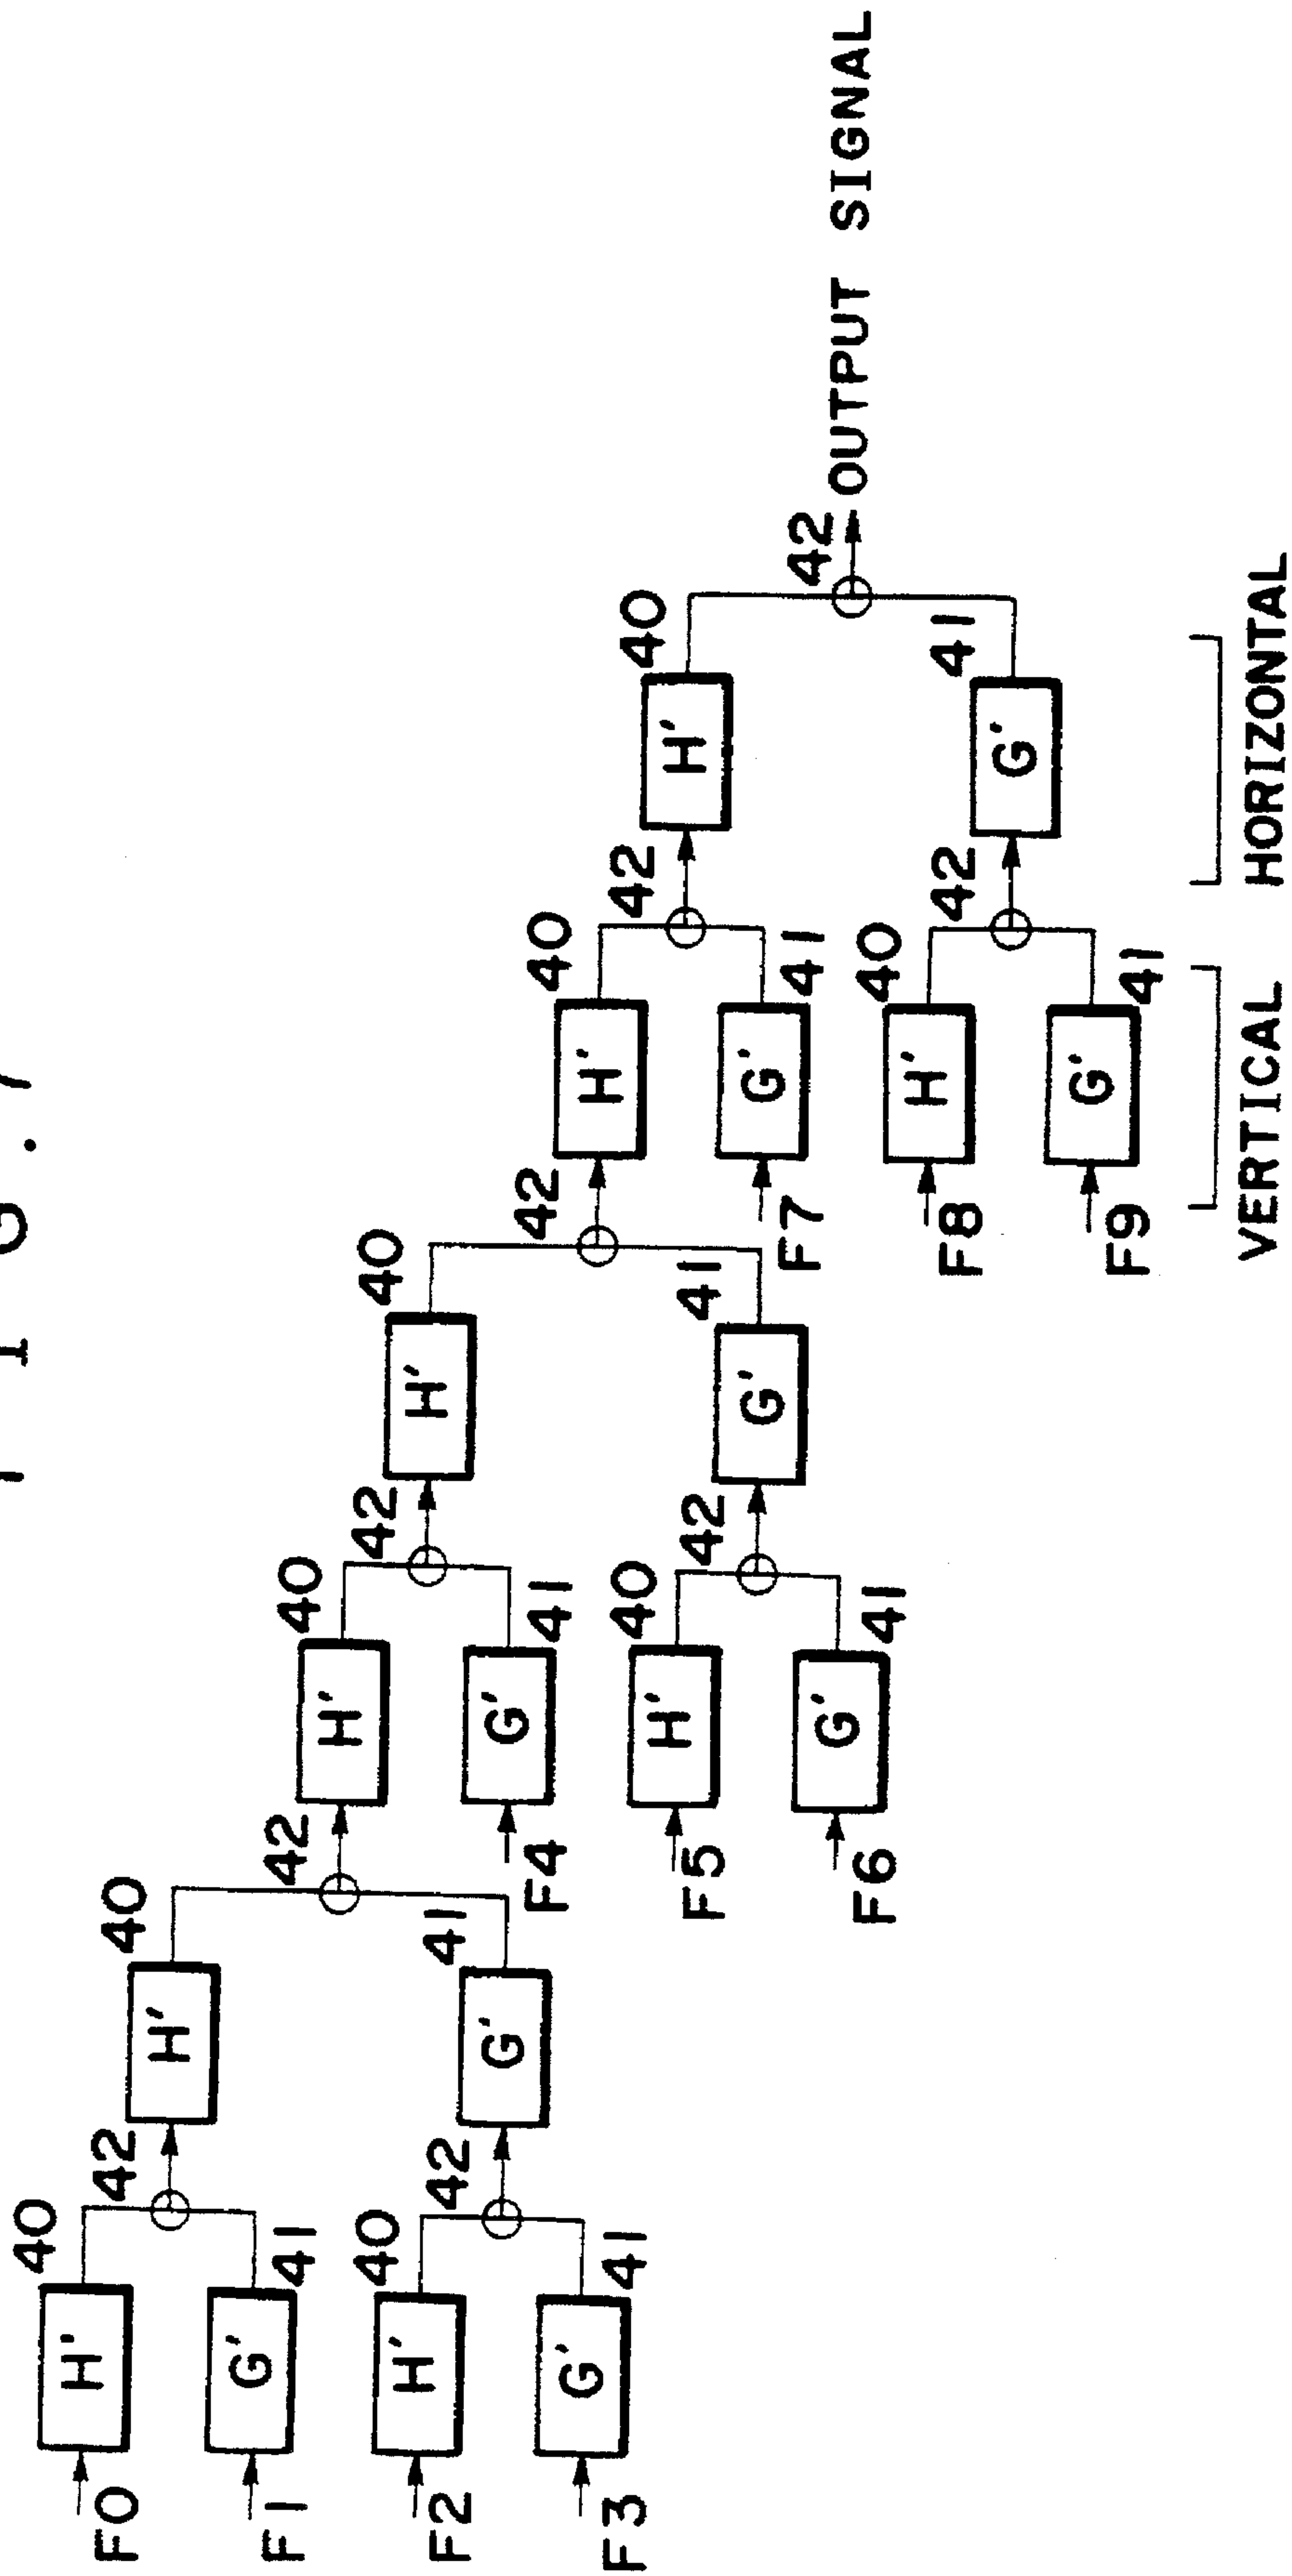 F0
H'
40
F1
G'
41
42
H'
40
F2
H'
40
F3
G'
41
42
G'
41
42
H'
40
F4
G'
41
42
H'
40
F5
H'
40
F6
G'
41
42
G'
41
42
H'
40
F7
G'
41
42
H'
40
F8
H'
40
F9
G'
41
42
G'
41
42
OUTPUT SIGNAL
VERTICAL
HORIZONTAL